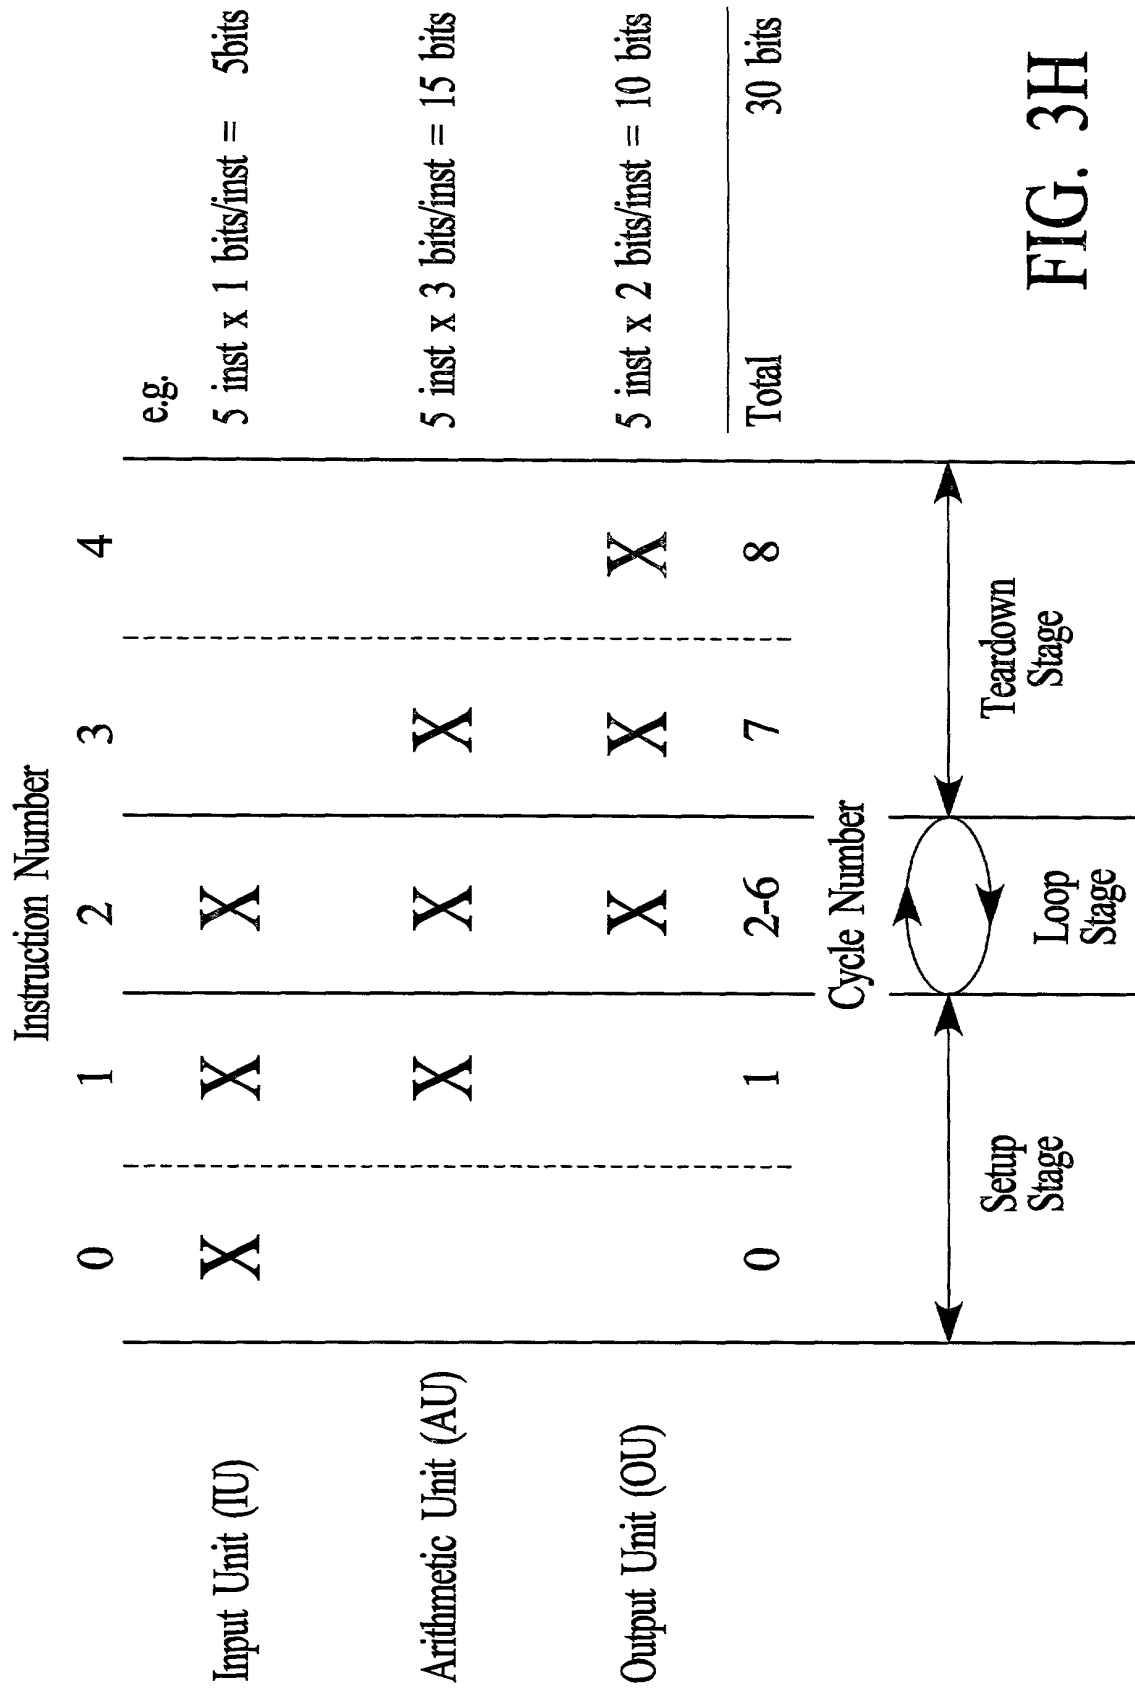 Instruction Number
0 1 2 3 4
e.g.
Input Unit (IU) X X X 5 inst x 1 bits/inst = 5bits
Arithmetic Unit (AU) X X X 5 inst x 3 bits/inst = 15 bits
Output Unit (OU) X X X 5 inst x 2 bits/inst = 10 bits
0 1 2-6 7 8 Total 30 bits
Cycle Number
Setup
Stage
Loop
Stage
Teardown
Stage
FIG. 3H